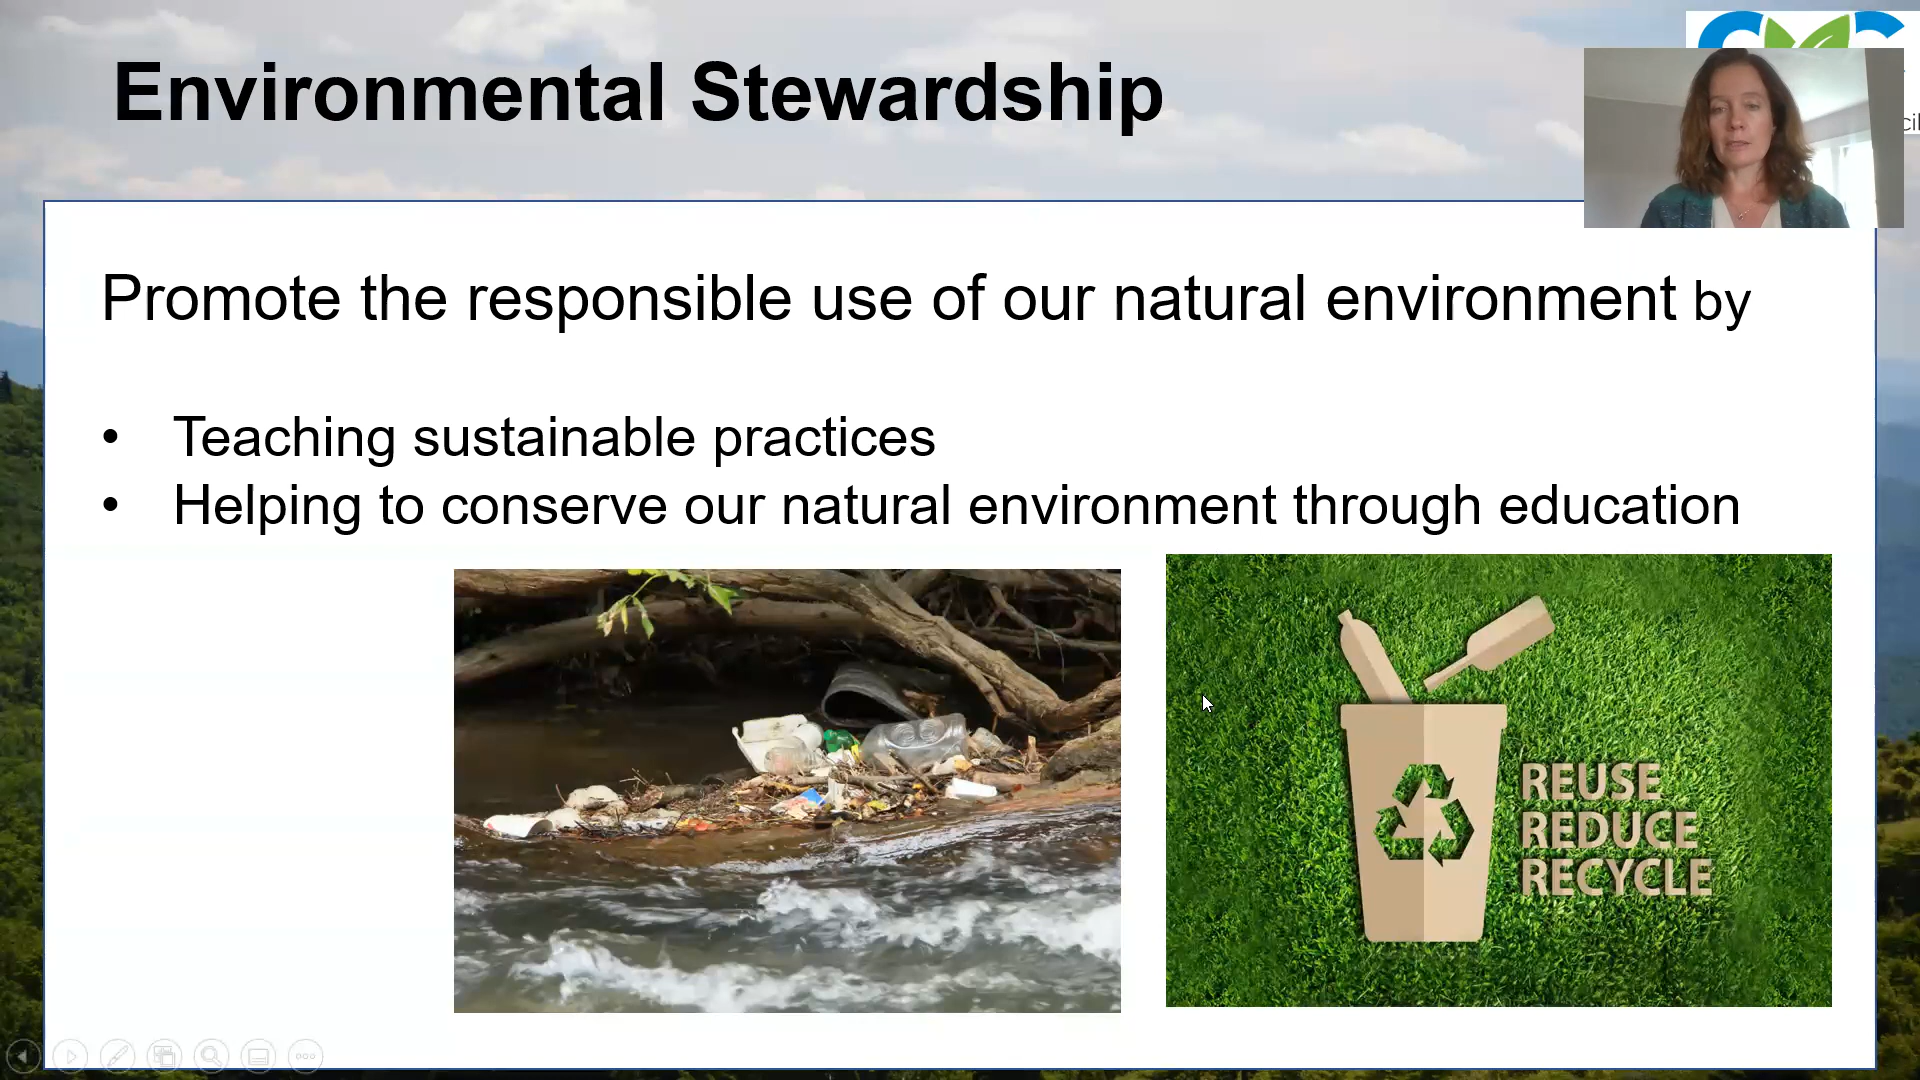 Environmental Stewardship
cil
Promote the responsible use of our natural environment by
• Teaching sustainable practices
• Helping to conserve our natural environment through education
REUSE
REDUCE
RECYCLE